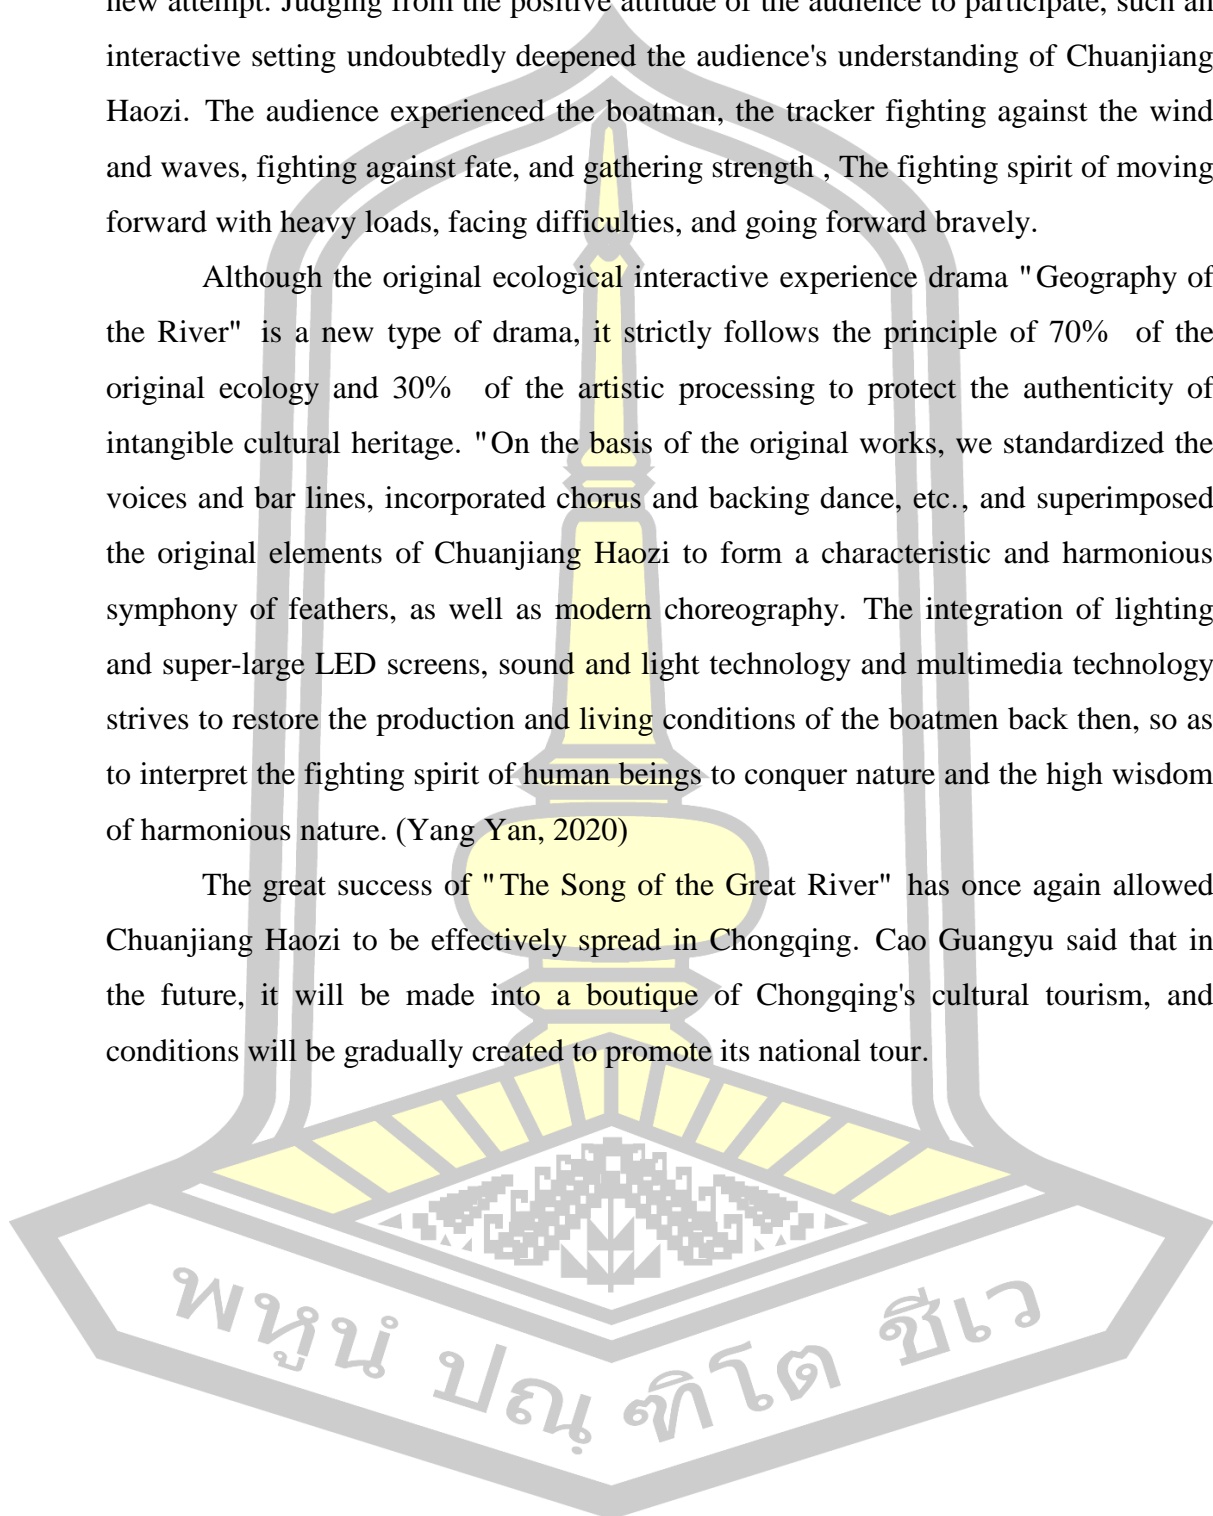 new attempt. Judging from the positive attitude of the audience to participate, such an
interactive setting undoubtedly deepened the audience's understanding of Chuanjiang
Haozi. The audience experienced the boatman, the tracker fighting against the wind
and waves, fighting against fate, and gathering strength , The fighting spirit of moving
forward with heavy loads, facing difficulties, and going forward bravely.
Although the original ecological interactive experience drama "Geography of
the River" is a new type of drama, it strictly follows the principle of 70% of the
original ecology and 30% of the artistic processing to protect the authenticity of
intangible cultural heritage. "On the basis of the original works, we standardized the
voices and bar lines, incorporated chorus and backing dance, etc., and superimposed
the original elements of Chuanjiang Haozi to form a characteristic and harmonious
symphony of feathers, as well as modern choreography. The integration of lighting
and super-large LED screens, sound and light technology and multimedia technology
strives to restore the production and living conditions of the boatmen back then, so as
to interpret the fighting spirit of human beings to conquer nature and the high wisdom
of harmonious nature. (Yang Yan, 2020)
The great success of "The Song of the Great River" has once again allowed
Chuanjiang Haozi to be effectively spread in Chongqing. Cao Guangyu said that in
the future, it will be made into a boutique of Chongqing's cultural tourism, and
conditions will be gradually created to promote its national tour.
พหูนํ ปณฺ ฑิโต ชีเว